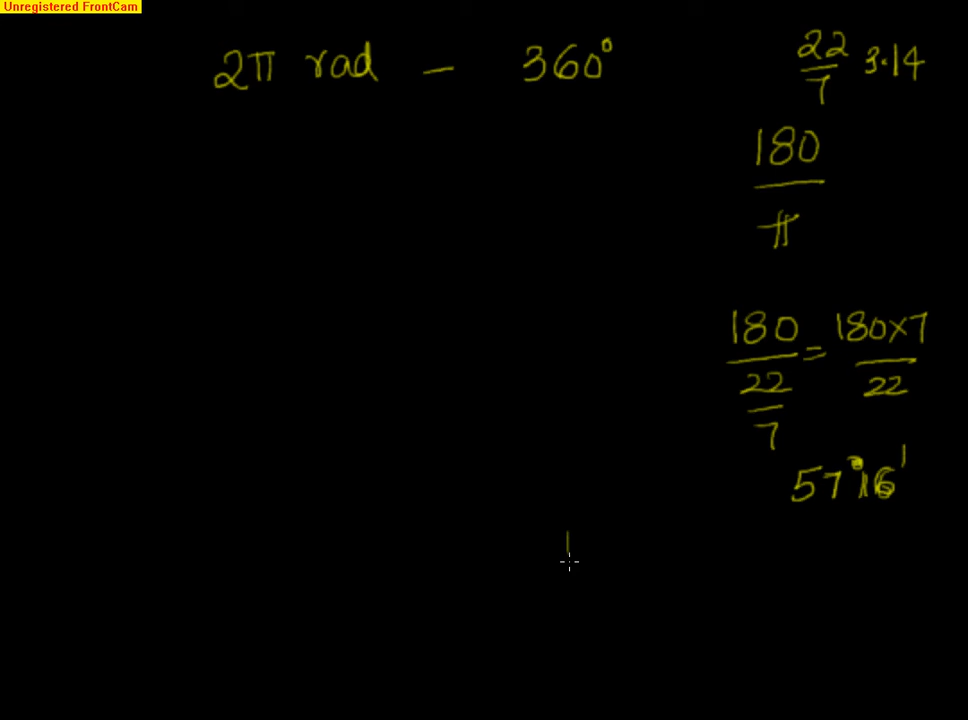 Unregistered FrontCam
2π rad – 360°
22/7 3.14
180/π
180/(22/7) = 180×7/22
57°16'